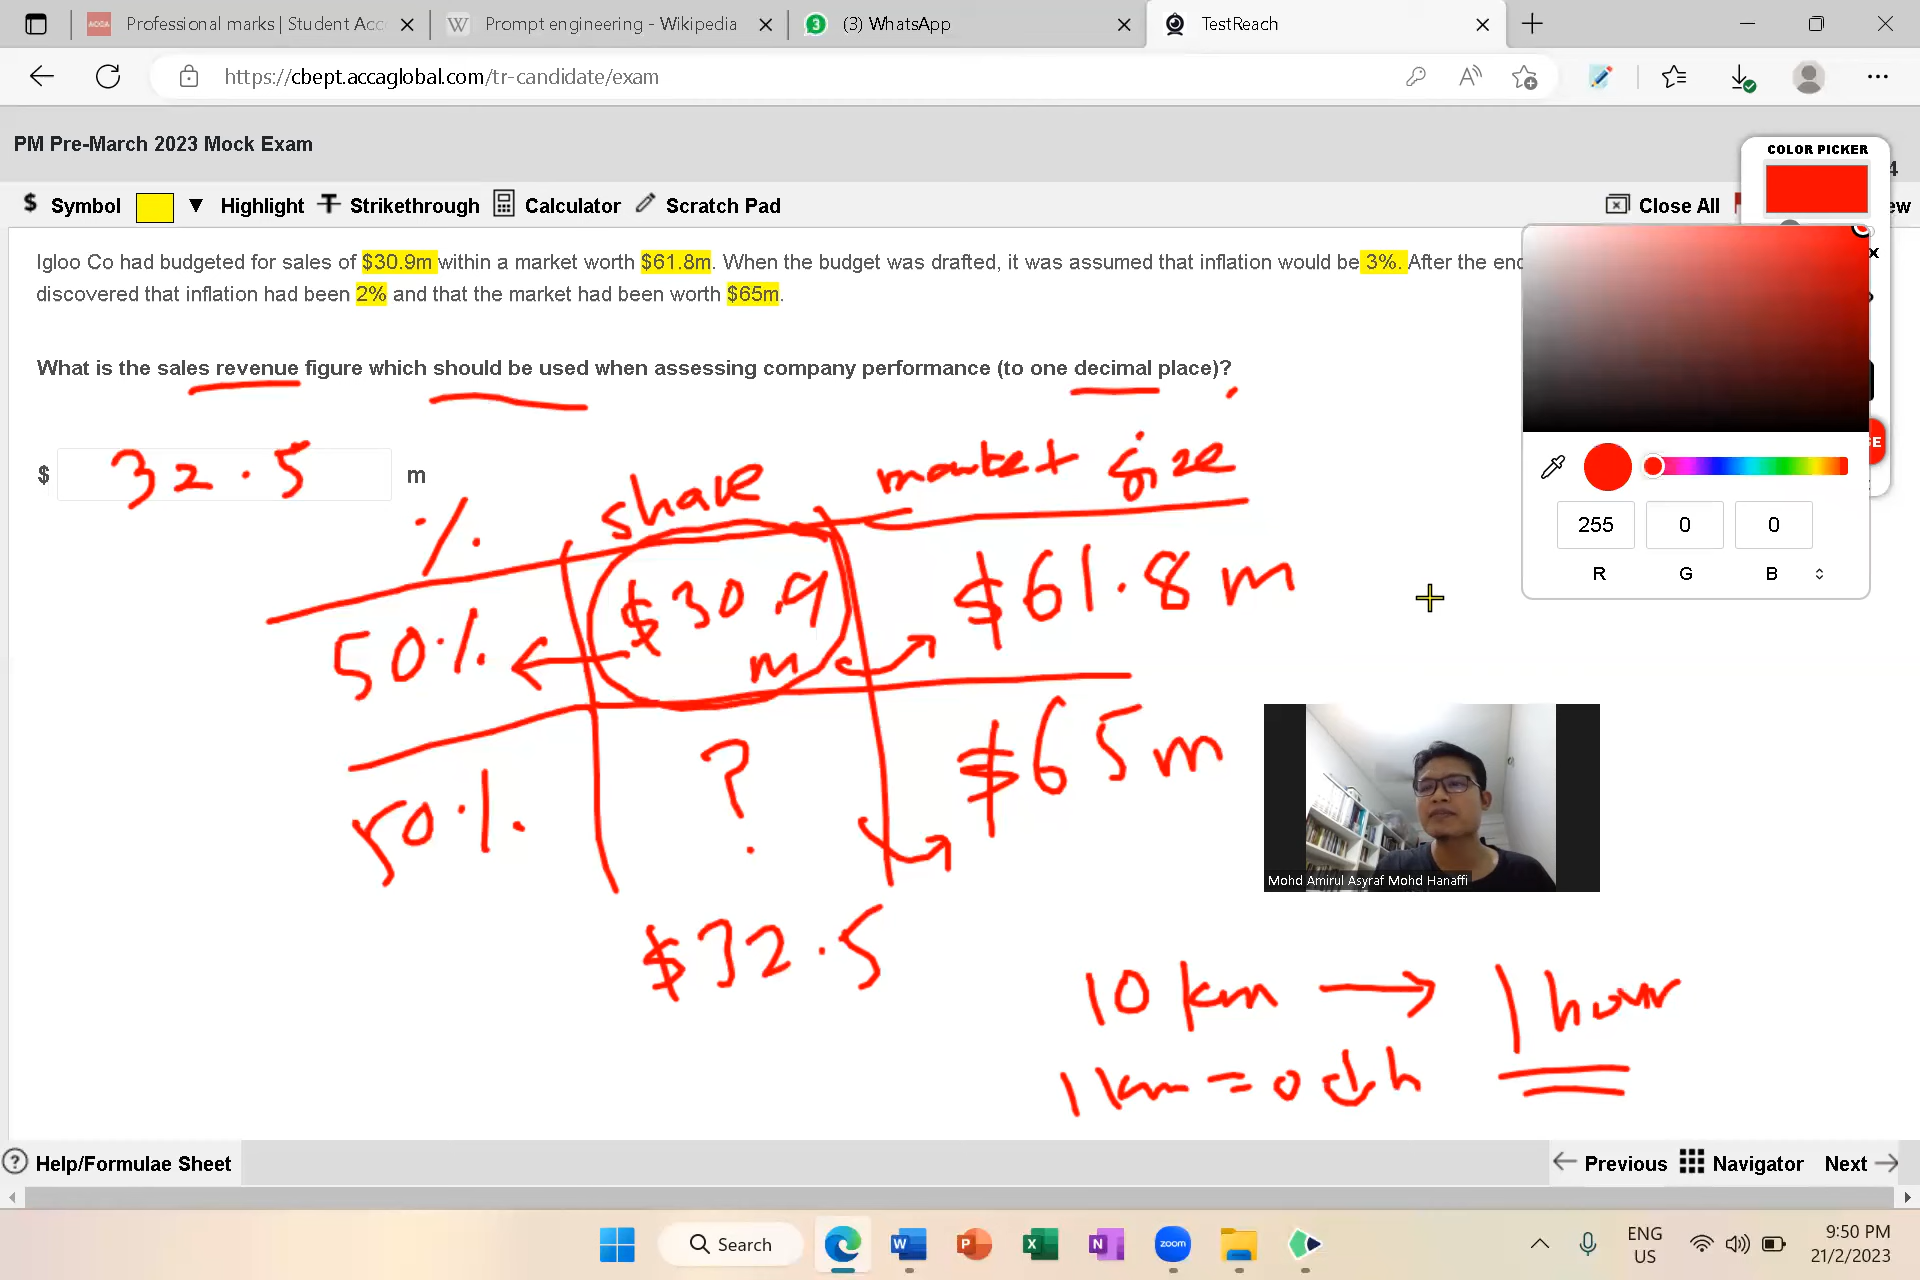 Professional marks | Student Acc
Prompt engineering - Wikipedia
(3) WhatsApp
TestReach
https://cbept.accaglobal.com/tr-candidate/exam
PM Pre-March 2023 Mock Exam
COLOR PICKER
4
$ Symbol Highlight T Strikethrough Calculator Scratch Pad Close All ew
Igloo Co had budgeted for sales of $30.9m within a market worth $61.8m. When the budget was drafted, it was assumed that inflation would be 3%. After the end
discovered that inflation had been 2% and that the market had been worth $65m.
What is the sales revenue figure which should be used when assessing company performance (to one decimal place)?
$ 32.5 m
% share market size
50% $30.9 m $61.8 m
50% ? $65 m
$32.5
255 0 0
R G B
Mohd Amirul Asyraf Mohd Hanaffi
10 km → 1 hour
1 km =
Help/Formulae Sheet
Previous Navigator Next
Search
zoom
ENG
US
9:50 PM
21/2/2023